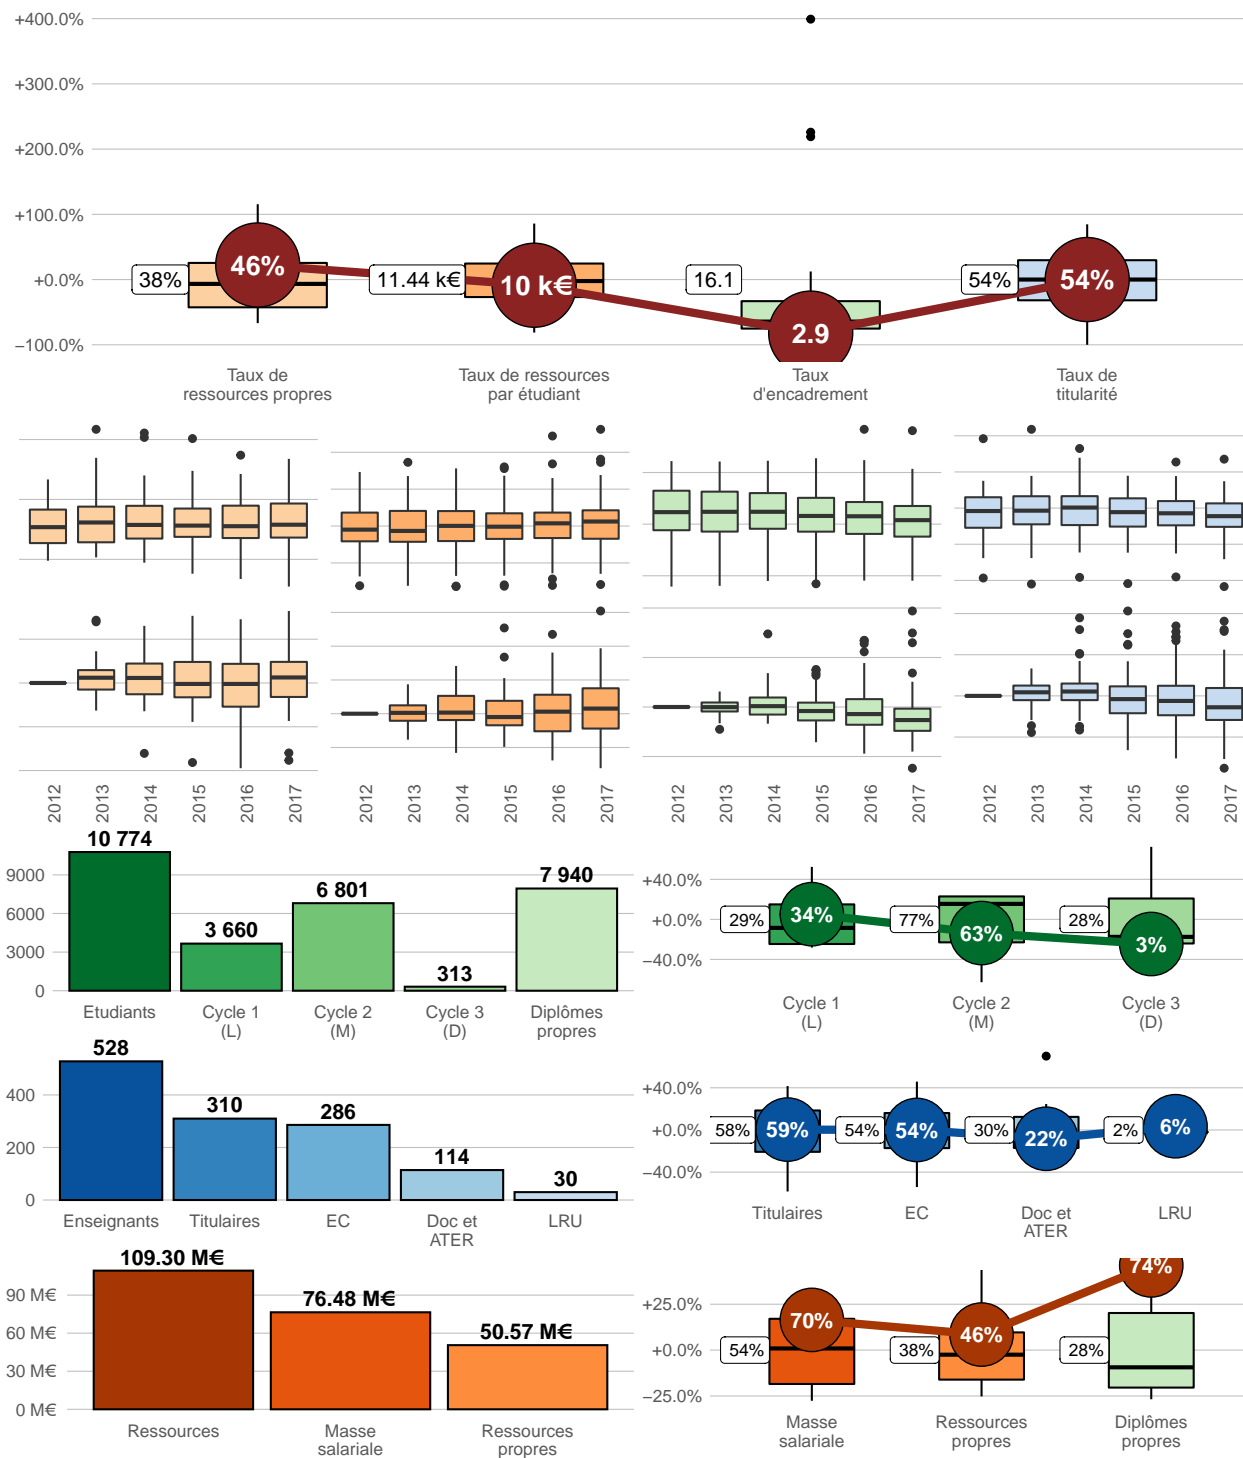 +400.0%
+300.0%
+200.0%
+100.0%
+0.0%
−100.0%
38%
46%
11.44 k€
10 k€
16.1
2.9
54%
54%
Taux de
ressources propres
Taux de ressources
par étudiant
Taux
d'encadrement
Taux de
titularité
2012
2013
2014
2015
2016
2017
2012
2013
2014
2015
2016
2017
2012
2013
2014
2015
2016
2017
2012
2013
2014
2015
2016
2017
9000
6000
3000
0
10 774
3 660
6 801
313
7 940
Etudiants
Cycle 1
(L)
Cycle 2
(M)
Cycle 3
(D)
Diplômes
propres
+40.0%
+0.0%
−40.0%
29%
34%
77%
63%
28%
3%
Cycle 1
(L)
Cycle 2
(M)
Cycle 3
(D)
400
200
0
528
310
286
114
30
Enseignants
Titulaires
EC
Doc et
ATER
LRU
+40.0%
+0.0%
−40.0%
58%
59%
54%
54%
30%
22%
2%
6%
Titulaires
EC
Doc et
ATER
LRU
90 M€
60 M€
30 M€
0 M€
109.30 M€
76.48 M€
50.57 M€
Ressources
Masse
salariale
Ressources
propres
+25.0%
+0.0%
−25.0%
54%
70%
38%
46%
28%
74%
Masse
salariale
Ressources
propres
Diplômes
propres